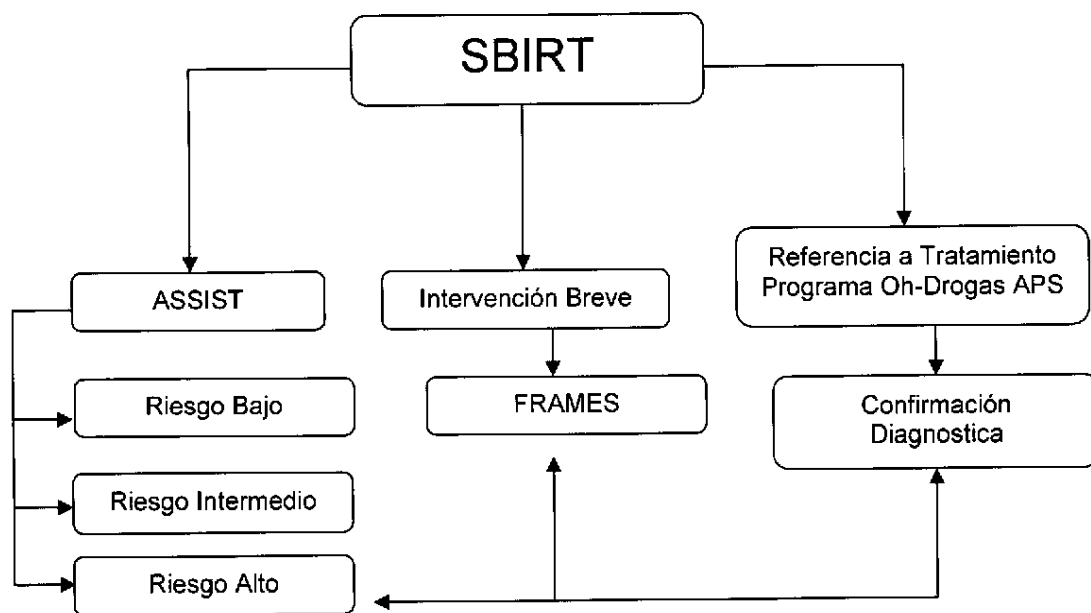 SBIRT
ASSIST
Riesgo Bajo
Riesgo Intermedio
Riesgo Alto
Intervención Breve
FRAMES
Referencia a Tratamiento
Programa Oh-Drogas APS
Confirmación
Diagnostica